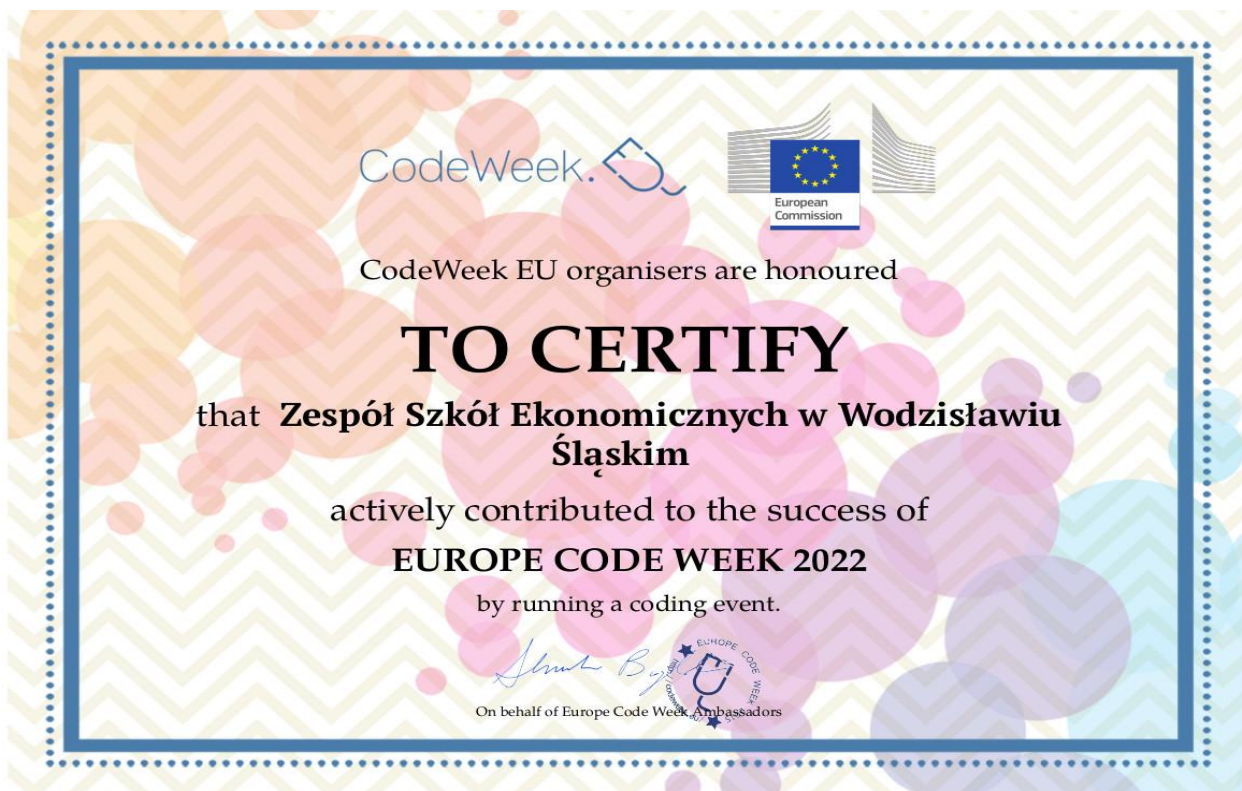 CodeWeek.EU
European
Commission
CodeWeek EU organisers are honoured
TO CERTIFY
that Zespół Szkół Ekonomicznych w Wodzisławiu
Śląskim
actively contributed to the success of
EUROPE CODE WEEK 2022
by running a coding event.
EUROPE CODE WEEK
On behalf of Europe Code Week Ambassadors